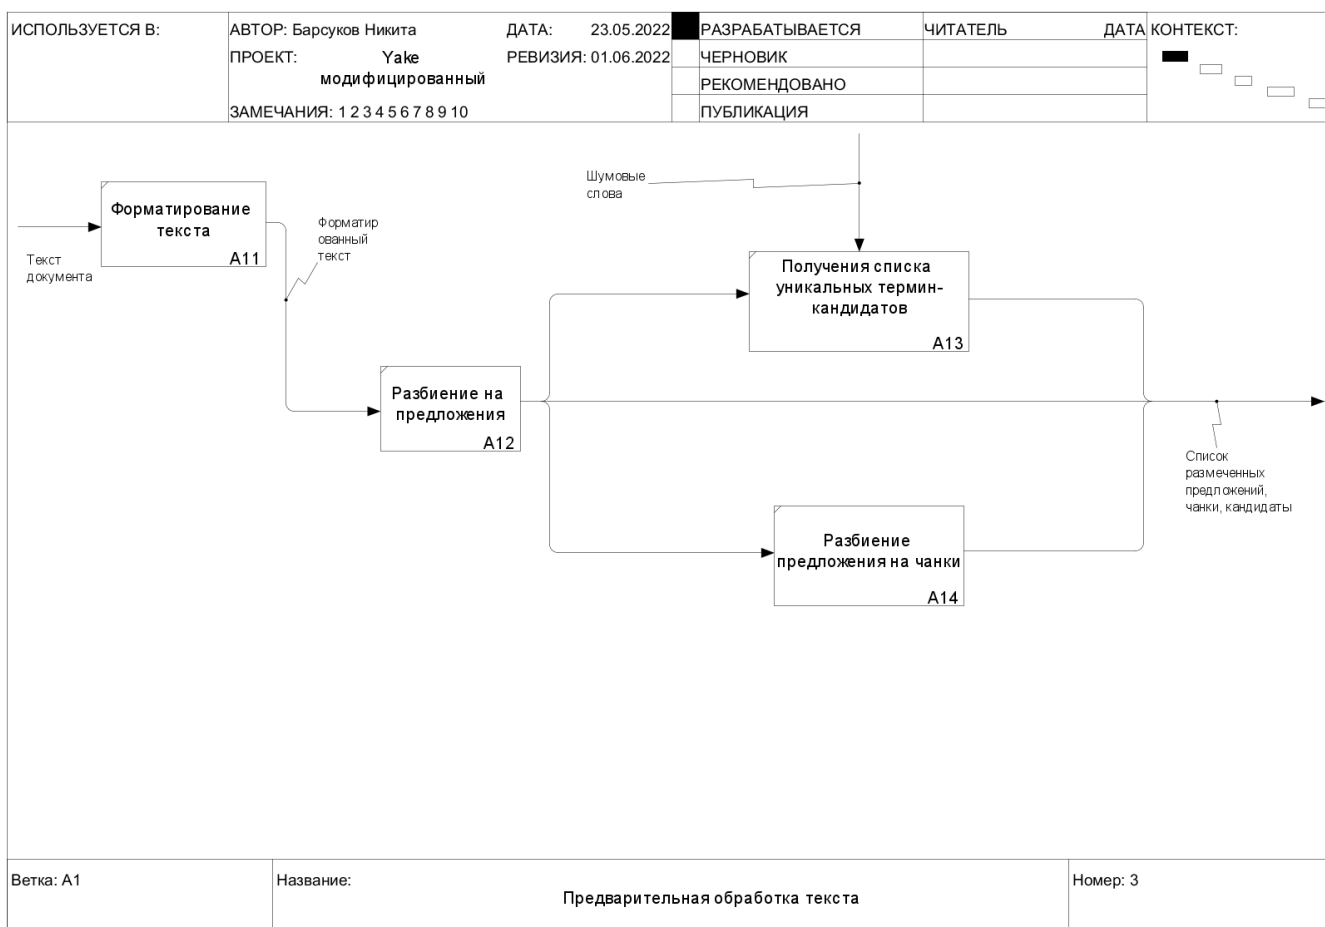 ИСПОЛЬЗУЕТСЯ В:
АВТОР: Барсуков Никита
ДАТА: 23.05.2022
РАЗРАБАТЫВАЕТСЯ
ЧИТАТЕЛЬ
ДАТА
КОНТЕКСТ:
ПРОЕКТ: Yake
модифицированный
РЕВИЗИЯ: 01.06.2022
ЧЕРНОВИК
РЕКОМЕНДОВАНО
ЗАМЕЧАНИЯ: 1 2 3 4 5 6 7 8 9 10
ПУБЛИКАЦИЯ
Форматирование
текста
A11
Текст
документа
Форматир
ованный
текст
Шумовые
слова
Получения списка
уникальных термин-
кандидатов
A13
Разбиение на
предложения
A12
Список
размеченных
предложений,
чанки, кандидаты
Разбиение
предложения на чанки
A14
Ветка: A1
Название:
Предварительная обработка текста
Номер: 3